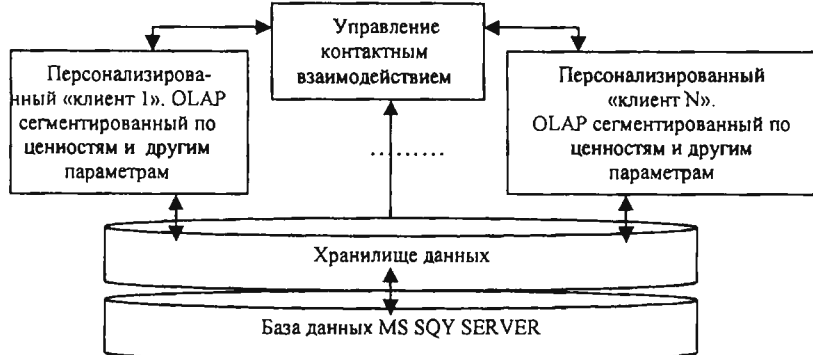 Управление
контактным
взаимодействием
Персонализирова-
нный «клиент 1». OLAP
сегментированный по
ценностям и другим
параметрам
.........
Персонализированный
«клиент N».
OLAP сегментированный по
ценностям и другим
параметрам
Хранилище данных
База данных MS SQY SERVER